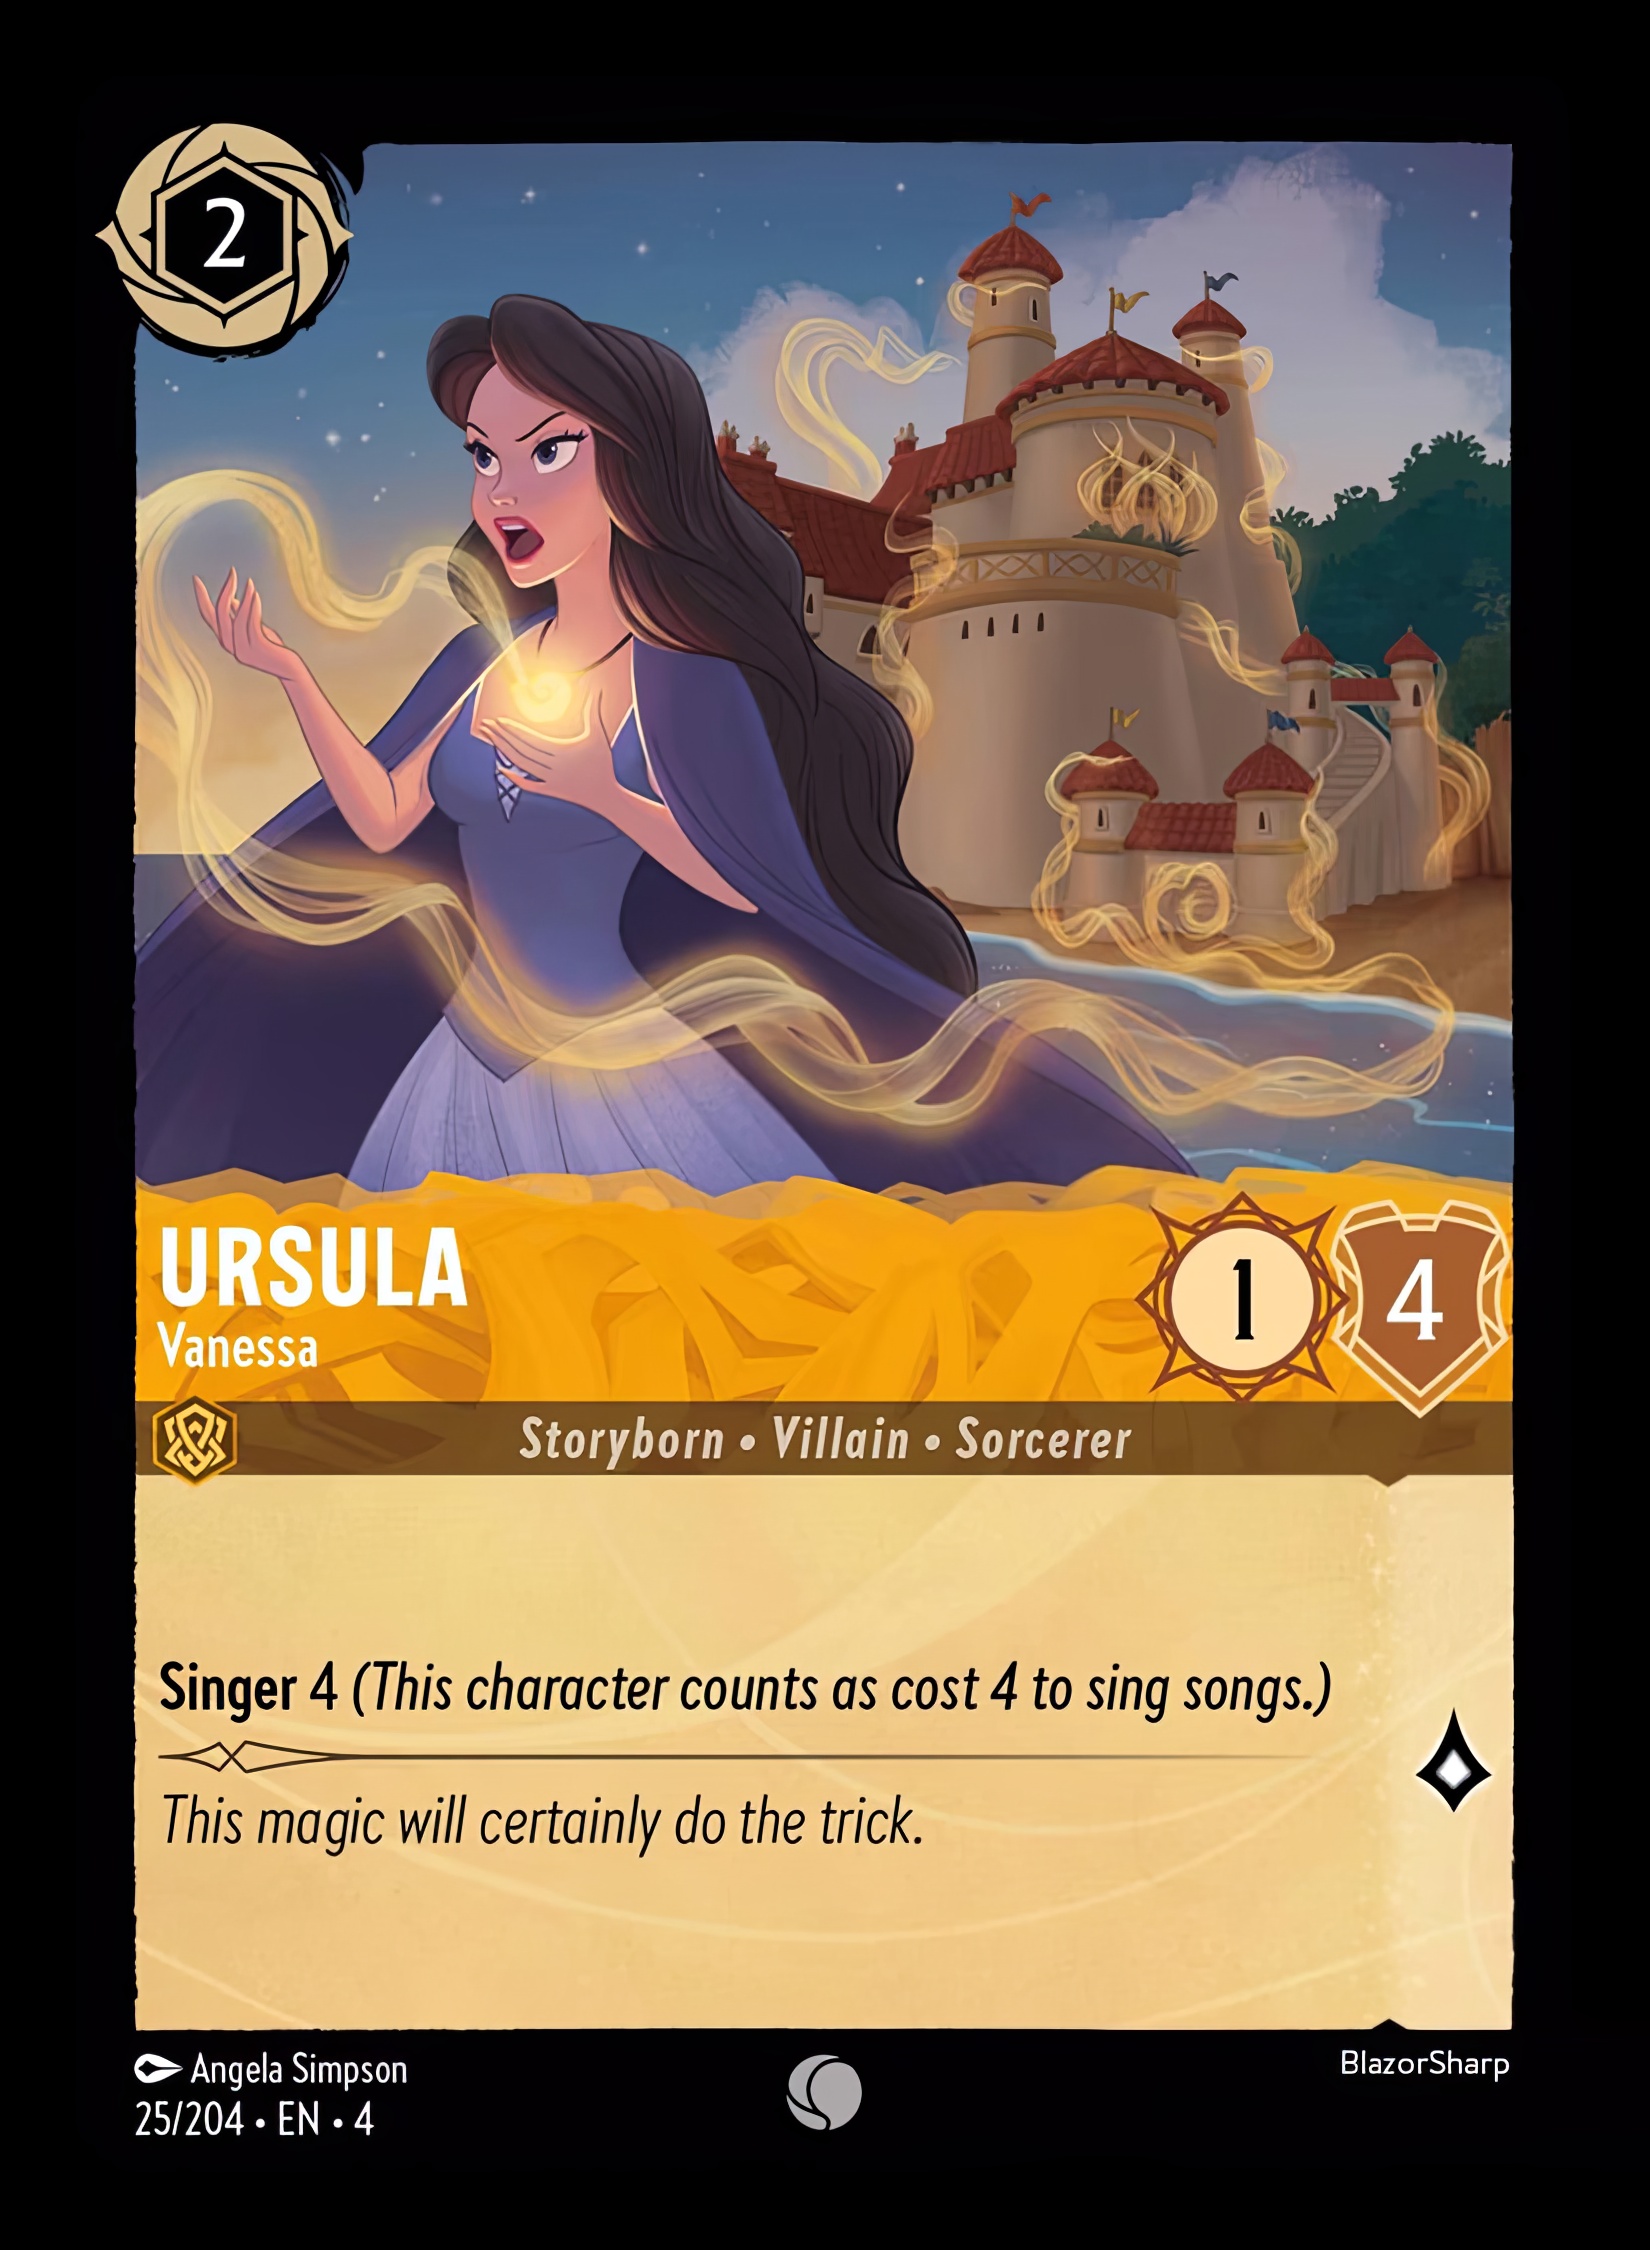 2
URSULA
Vanessa
1 4
Storyborn • Villain • Sorcerer
Singer 4 (This character counts as cost 4 to sing songs.)
This magic will certainly do the trick.
Angela Simpson
BlazorSharp
25/204 • EN • 4